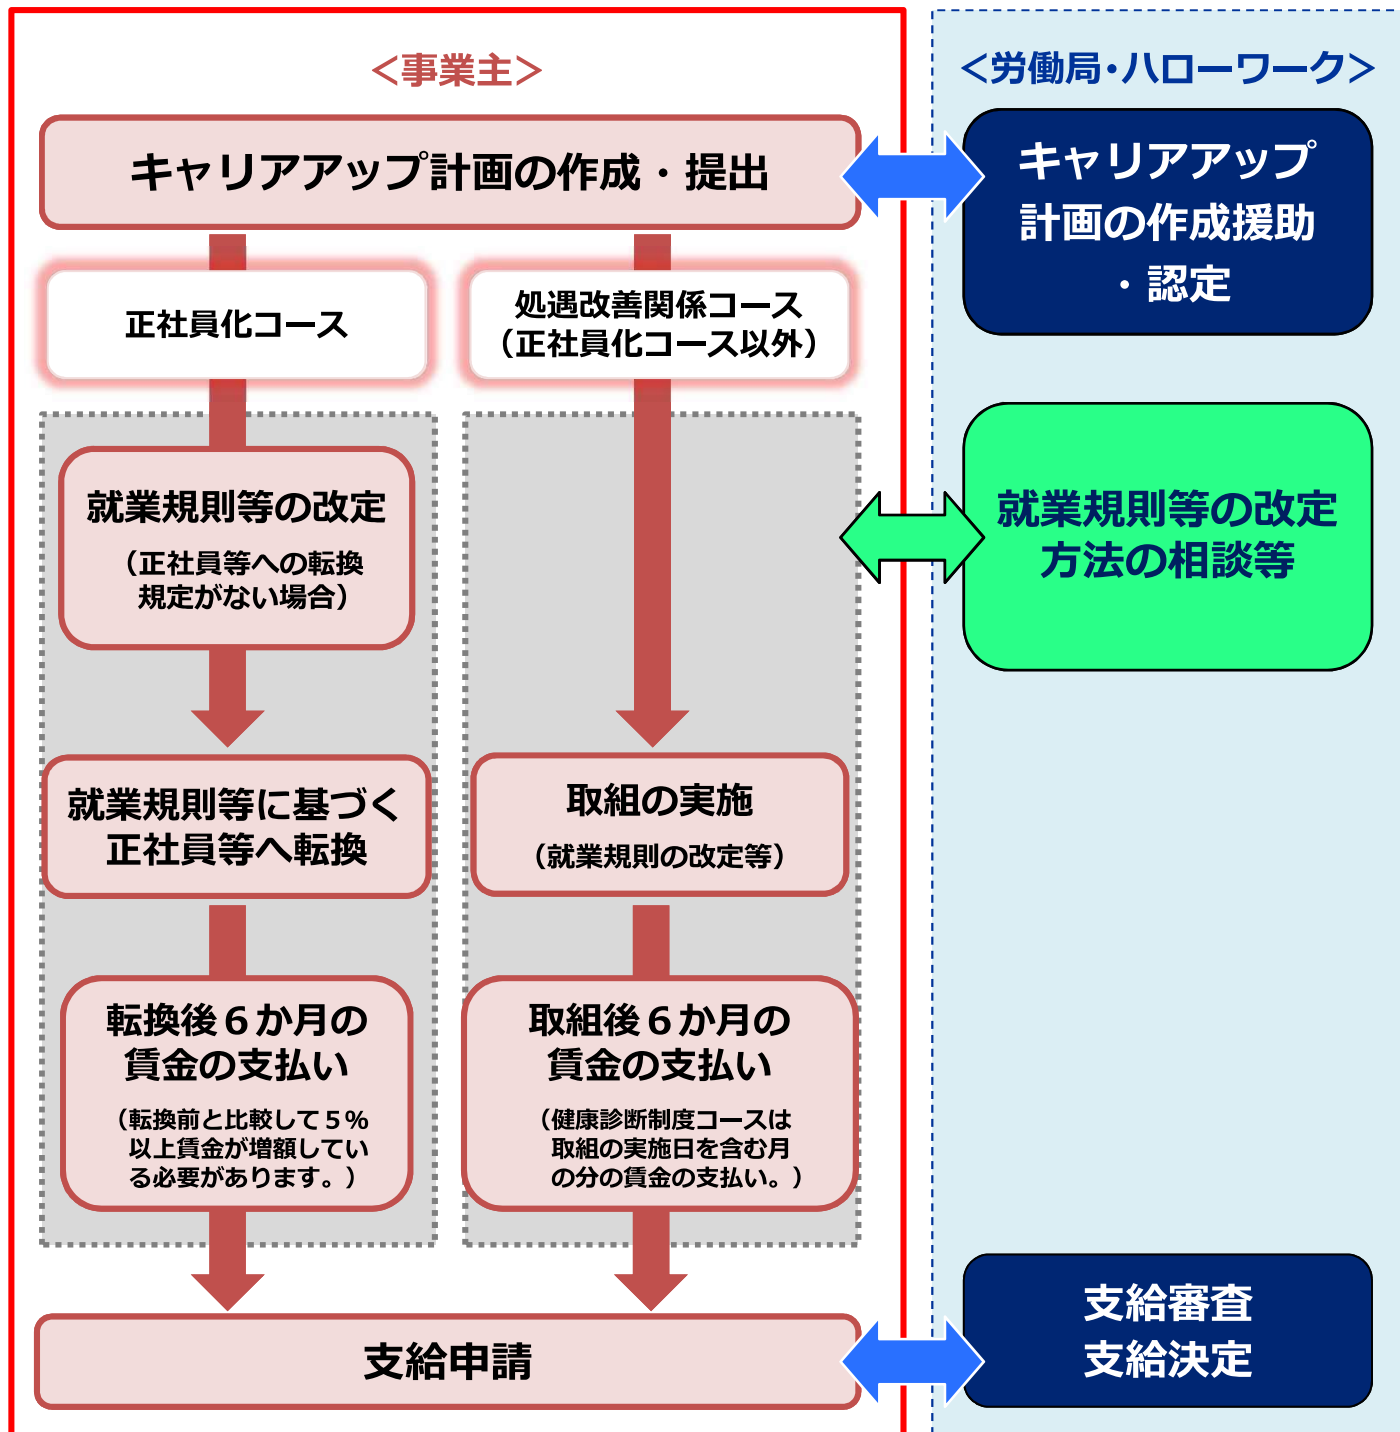 ＜事業主＞
キャリアアップ計画の作成・提出
正社員化コース
処遇改善関係コース
（正社員化コース以外）
就業規則等の改定
（正社員等への転換
規定がない場合）
就業規則等に基づく
正社員等へ転換
取組の実施
（就業規則の改定等）
転換後６か月の
賃金の支払い
（転換前と比較して５％
以上賃金が増額してい
る必要があります。）
取組後６か月の
賃金の支払い
（健康診断制度コースは
取組の実施日を含む月
の分の賃金の支払い。）
支給申請
＜労働局・ハローワーク＞
キャリアアップ
計画の作成援助
・認定
就業規則等の改定
方法の相談等
支給審査
支給決定